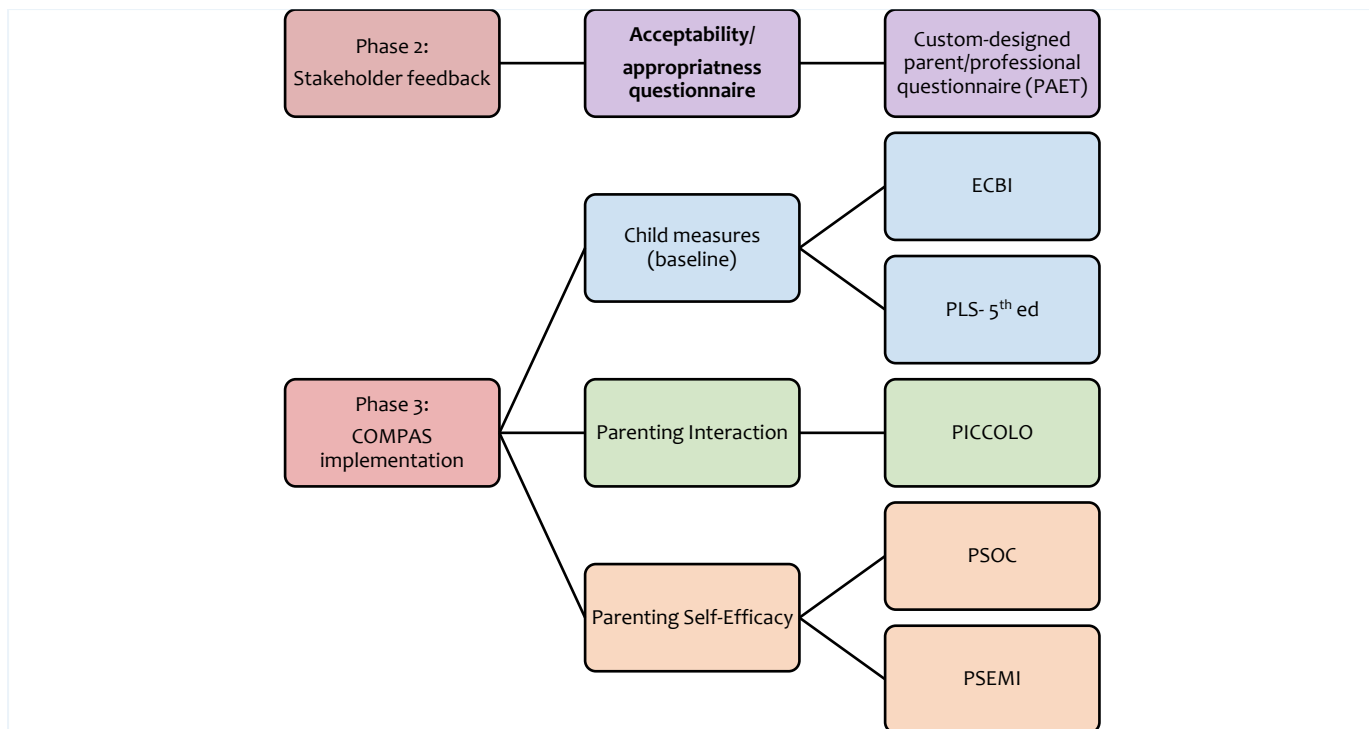 Phase 2:
Stakeholder feedback
Acceptability/
appropriatness
questionnaire
Custom-designed
parent/professional
questionnaire (PAET)
Phase 3:
COMPAS
implementation
Child measures
(baseline)
ECBI
PLS- 5th ed
Parenting Interaction
PICCOLO
Parenting Self-Efficacy
PSOC
PSEMI